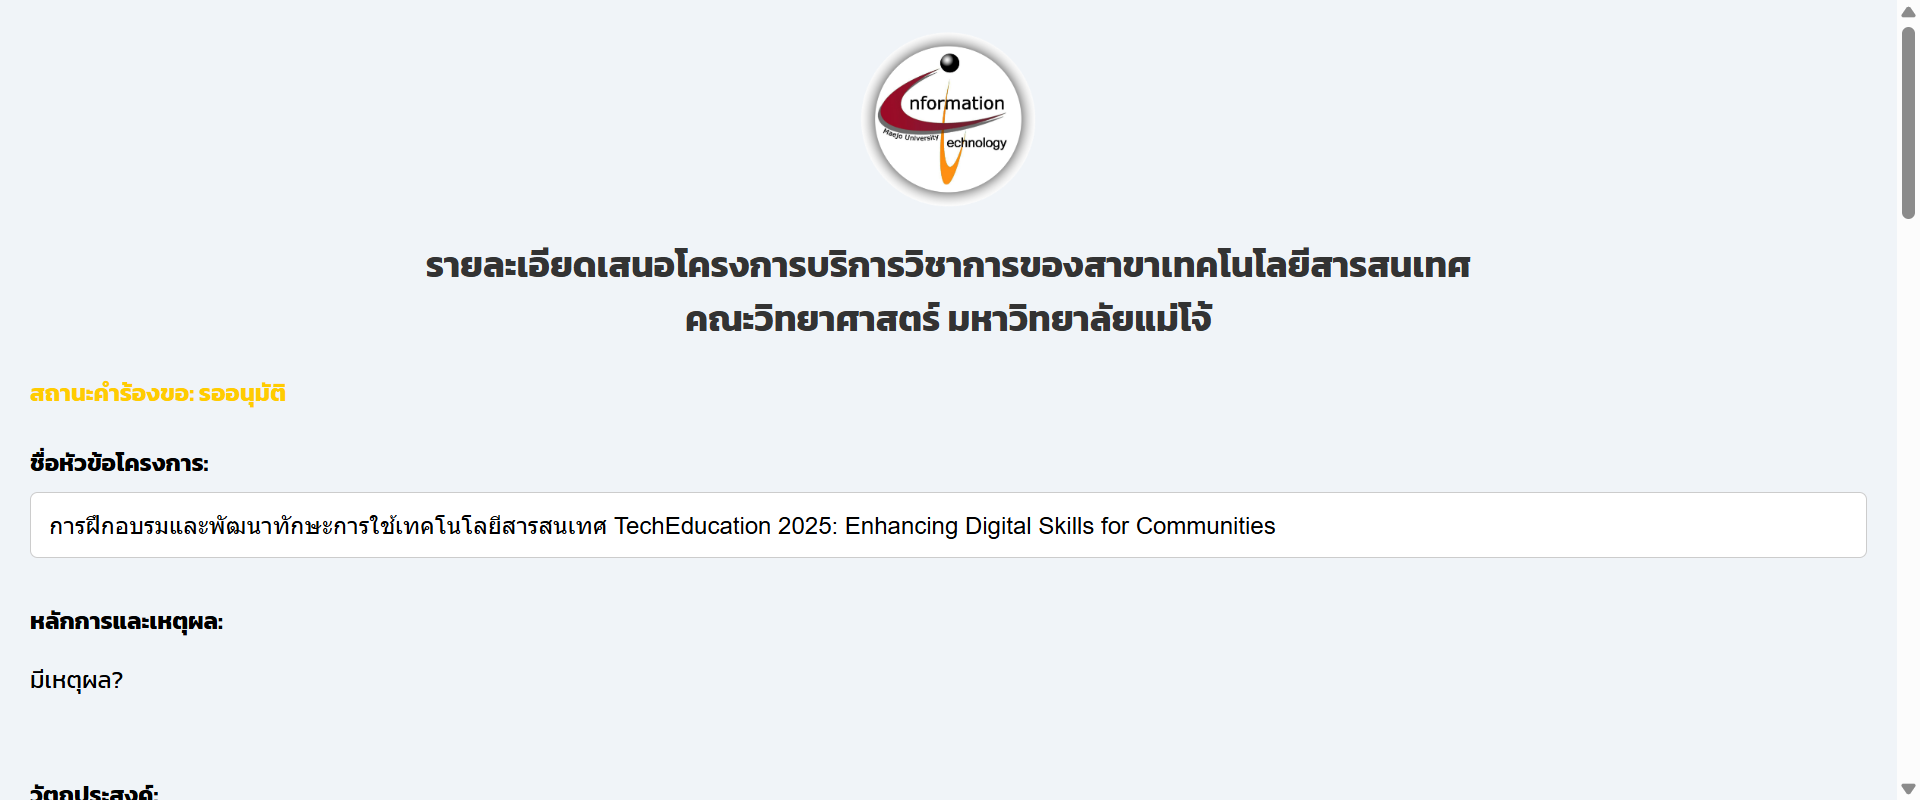 nformation
Maejo University
echnology
รายละเอียดเสนอโครงการบริการวิชาการของสาขาเทคโนโลยีสารสนเทศ
คณะวิทยาศาสตร์ มหาวิทยาลัยแม่โจ้
สถานะคำร้องขอ: รออนุมัติ
ชื่อหัวข้อโครงการ:
การฝึกอบรมและพัฒนาทักษะการใช้เทคโนโลยีสารสนเทศ TechEducation 2025: Enhancing Digital Skills for Communities
หลักการและเหตุผล:
มีเหตุผล?
วัตถุประสงค์: